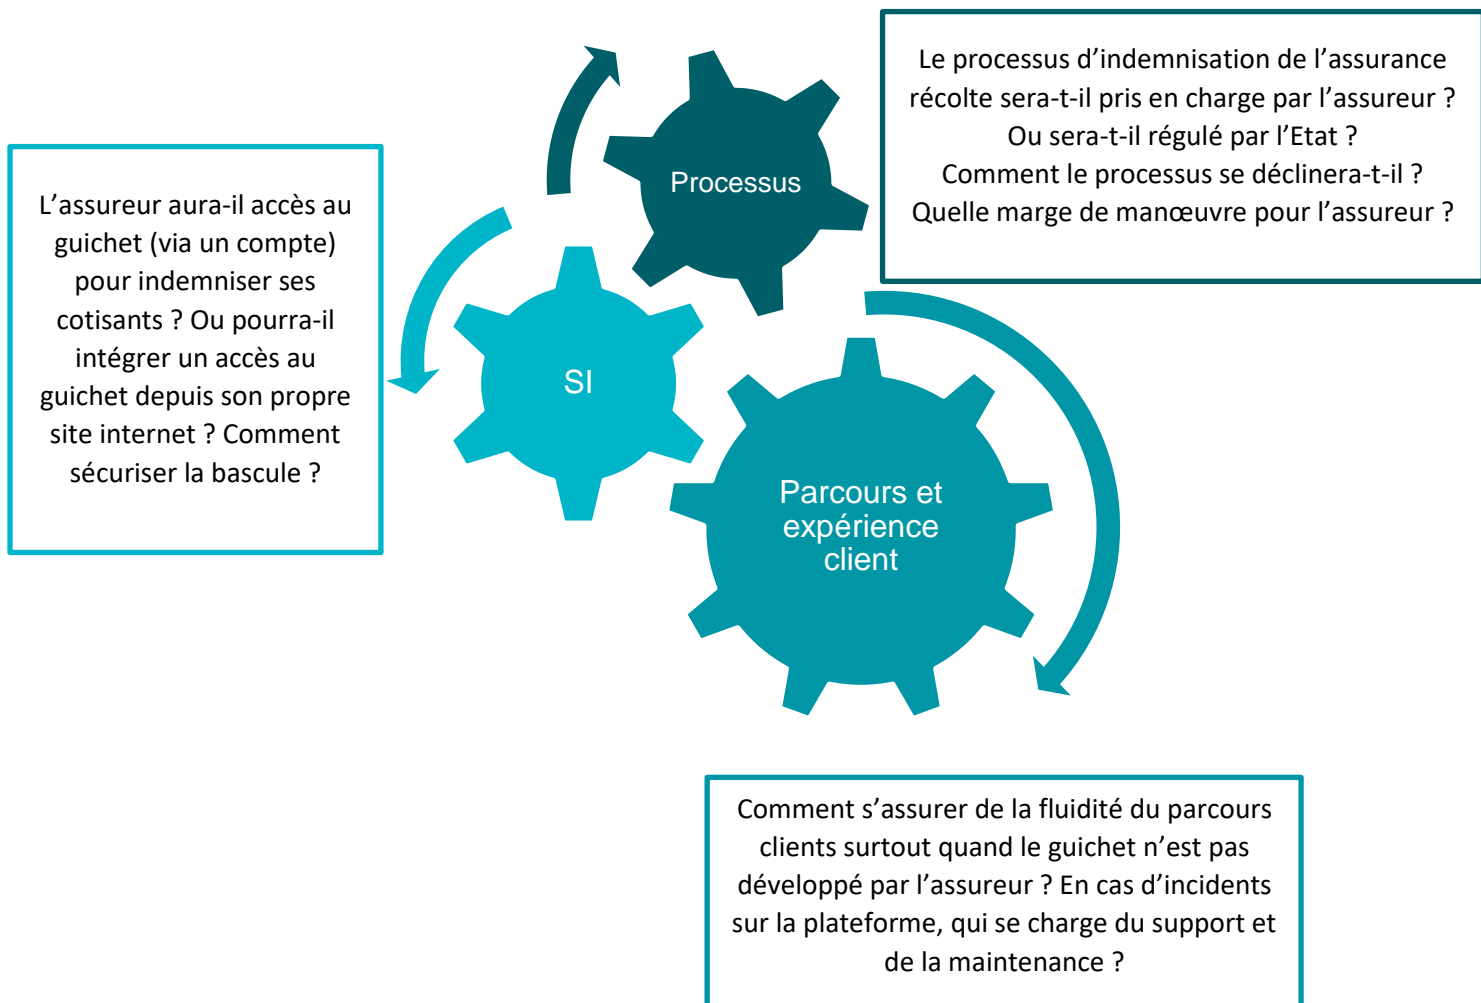 Le processus d’indemnisation de l’assurance
récolte sera-t-il pris en charge par l’assureur ?
Ou sera-t-il régulé par l’Etat ?
Comment le processus se déclinera-t-il ?
Quelle marge de manœuvre pour l’assureur ?
Processus
L’assureur aura-il accès au
guichet (via un compte)
pour indemniser ses
cotisants ? Ou pourra-il
intégrer un accès au
guichet depuis son propre
site internet ? Comment
sécuriser la bascule ?
SI
Parcours et
expérience
client
Comment s’assurer de la fluidité du parcours
clients surtout quand le guichet n’est pas
développé par l’assureur ? En cas d’incidents
sur la plateforme, qui se charge du support et
de la maintenance ?